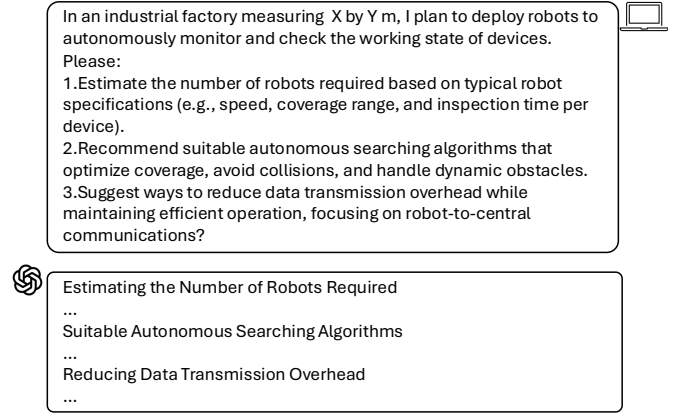 In an industrial factory measuring X by Y m, I plan to deploy robots to
autonomously monitor and check the working state of devices.
Please:
1.Estimate the number of robots required based on typical robot
specifications (e.g., speed, coverage range, and inspection time per
device).
2.Recommend suitable autonomous searching algorithms that
optimize coverage, avoid collisions, and handle dynamic obstacles.
3.Suggest ways to reduce data transmission overhead while
maintaining efficient operation, focusing on robot-to-central
communications?
Estimating the Number of Robots Required
...
Suitable Autonomous Searching Algorithms
...
Reducing Data Transmission Overhead
...